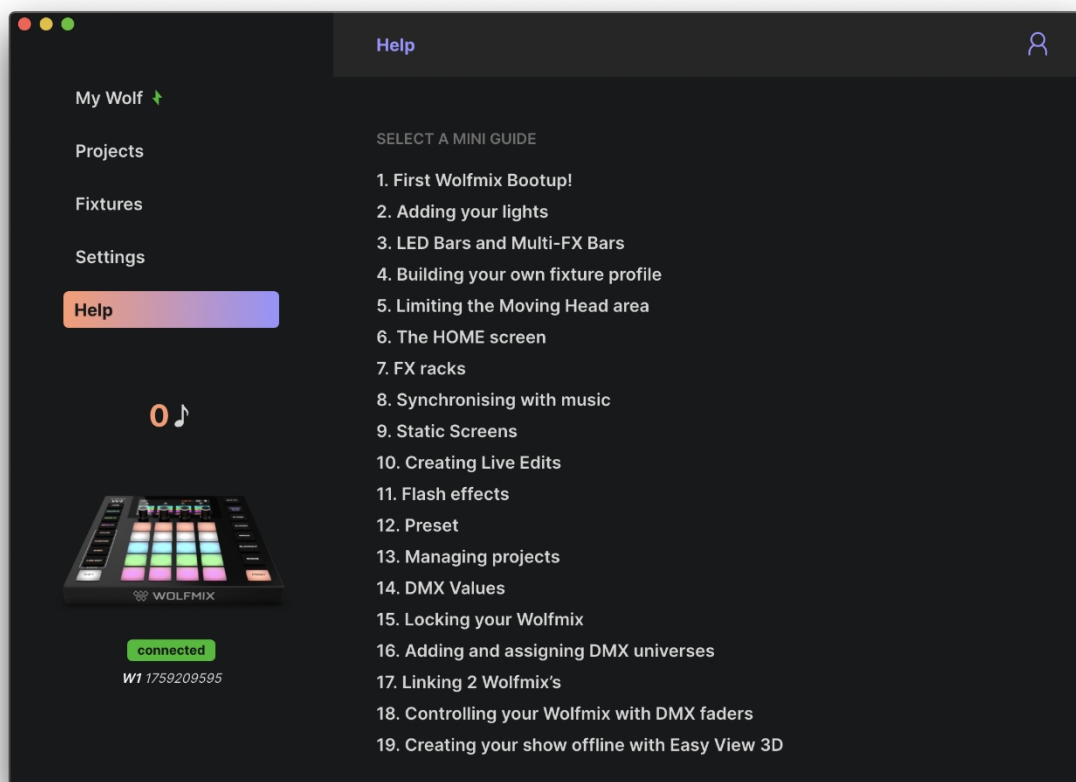 Help
My Wolf
Projects
Fixtures
Settings
Help
0
WOLFMIX
connected
W1 1759209595
SELECT A MINI GUIDE
1. First Wolfmix Bootup!
2. Adding your lights
3. LED Bars and Multi-FX Bars
4. Building your own fixture profile
5. Limiting the Moving Head area
6. The HOME screen
7. FX racks
8. Synchronising with music
9. Static Screens
10. Creating Live Edits
11. Flash effects
12. Preset
13. Managing projects
14. DMX Values
15. Locking your Wolfmix
16. Adding and assigning DMX universes
17. Linking 2 Wolfmix’s
18. Controlling your Wolfmix with DMX faders
19. Creating your show offline with Easy View 3D